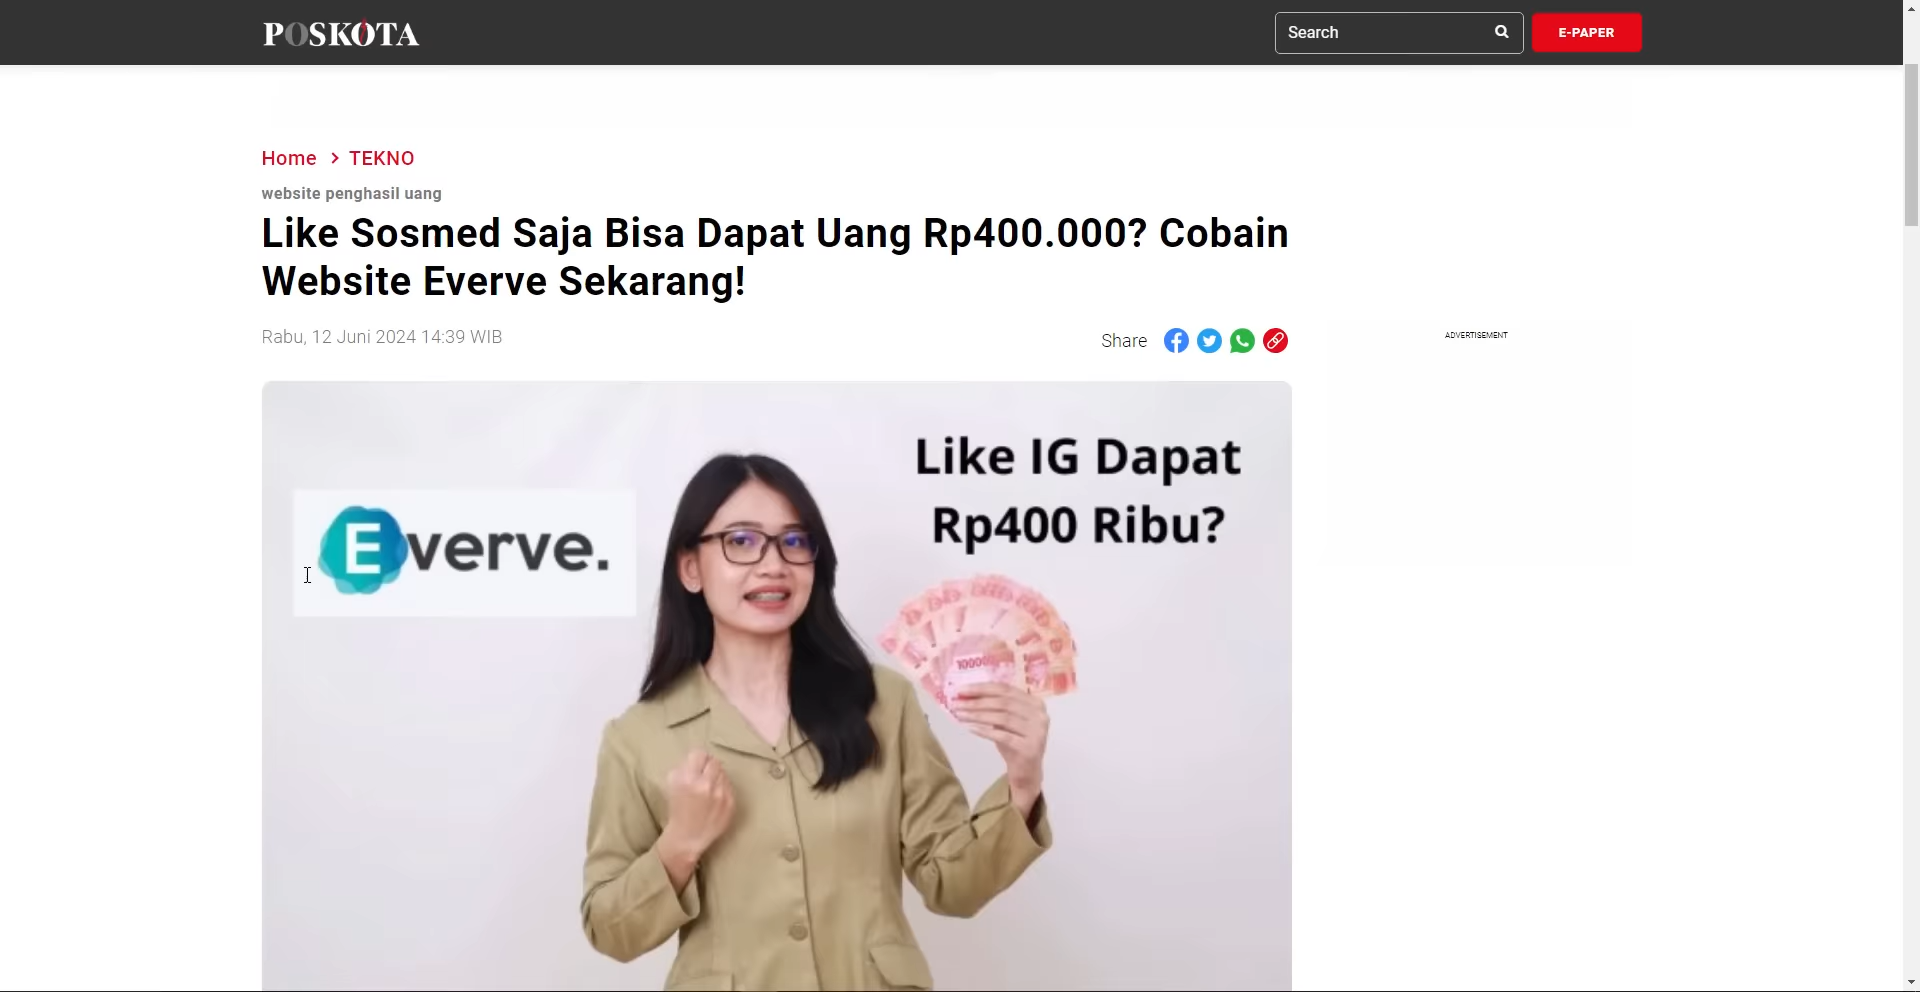 POSKOTA
Search
E-PAPER
Home > TEKNO
website penghasil uang
Like Sosmed Saja Bisa Dapat Uang Rp400.000? Cobain
Website Everve Sekarang!
Rabu, 12 Juni 2024 14:39 WIB
Share
ADVERTISEMENT
Like IG Dapat
Rp400 Ribu?
Everve.
100000